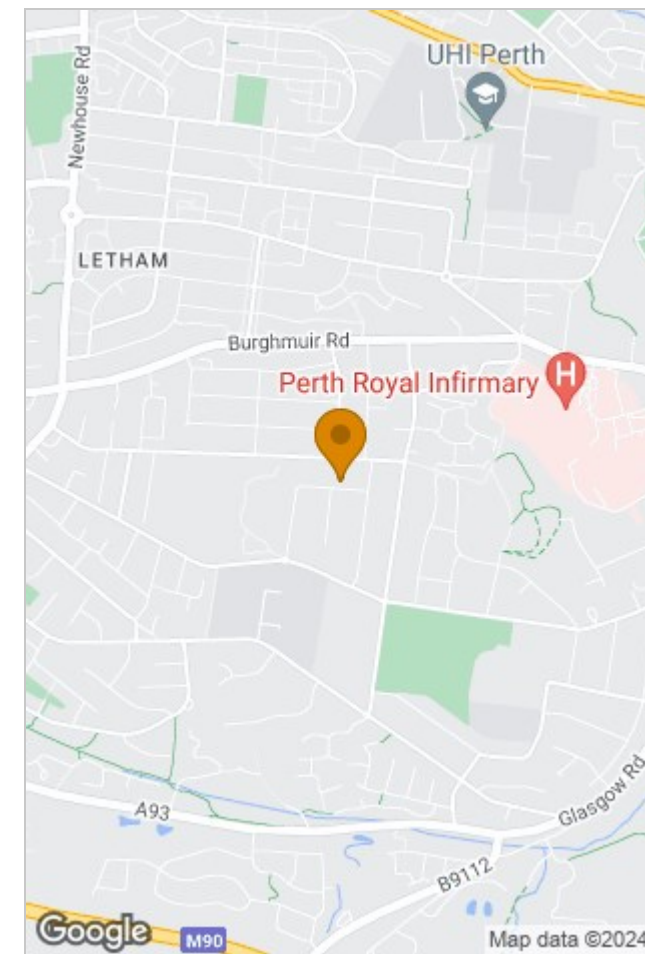 UHI Perth
Newhouse Rd
LETHAM
Burghmuir Rd
Perth Royal Infirmary
H
Glasgow Rd
A93
B9112
Google
M90
Map data ©2024